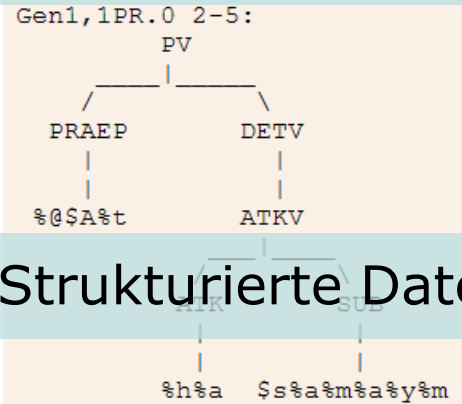 Gen1,1PR.0 2-5:
PV
PRAEP DETV
%@$A%t ATKV
Strukturierte Date
ATK SUB
%h%a $s%a%m%a%y%m